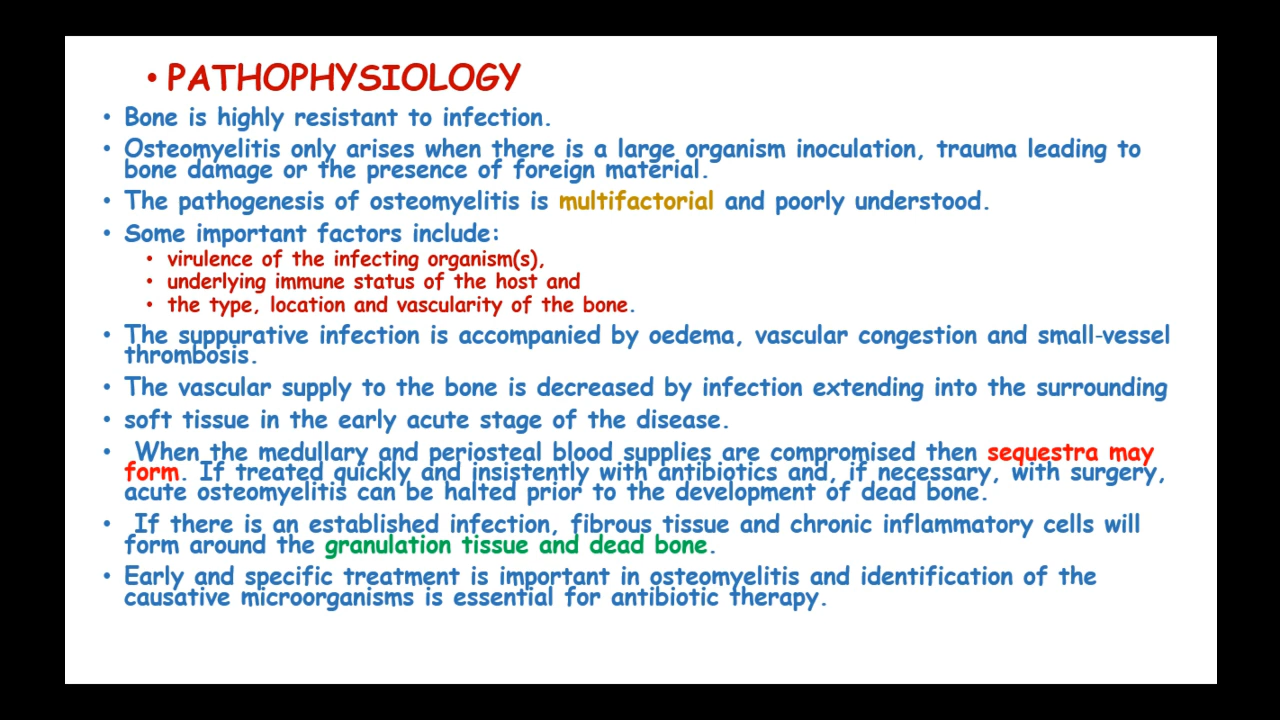 • PATHOPHYSIOLOGY
• Bone is highly resistant to infection.
• Osteomyelitis only arises when there is a large organism inoculation, trauma leading to
bone damage or the presence of foreign material.
• The pathogenesis of osteomyelitis is multifactorial and poorly understood.
• Some important factors include:
• virulence of the infecting organism(s),
• underlying immune status of the host and
• the type, location and vascularity of the bone.
• The suppurative infection is accompanied by oedema, vascular congestion and small-vessel
thrombosis.
• The vascular supply to the bone is decreased by infection extending into the surrounding
• soft tissue in the early acute stage of the disease.
• When the medullary and periosteal blood supplies are compromised then sequestra may
form. If treated quickly and insistently with antibiotics and, if necessary, with surgery,
acute osteomyelitis can be halted prior to the development of dead bone.
• If there is an established infection, fibrous tissue and chronic inflammatory cells will
form around the granulation tissue and dead bone.
• Early and specific treatment is important in osteomyelitis and identification of the
causative microorganisms is essential for antibiotic therapy.